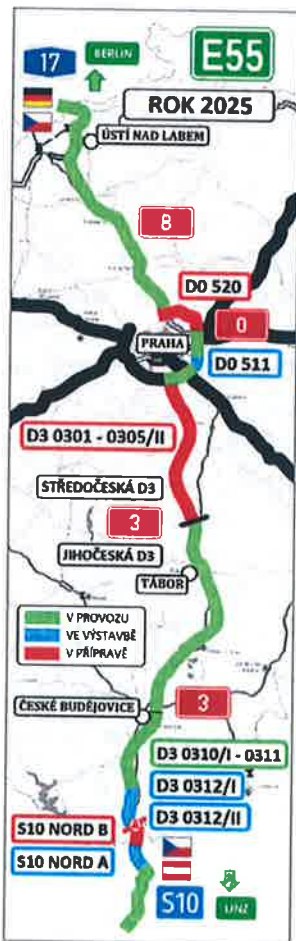 17
BERLIN
E55
ROK 2025
ÚSTÍ NAD LABEM
8
D0 520
0
PRAHA
D0 511
D3 0301 - 0305/II
STŘEDOČESKÁ D3
3
JIHOČESKÁ D3
TÁBOR
V PROVOZU
VE VÝSTAVBĚ
V PŘÍPRAVĚ
ČESKÉ BUDĚJOVICE
3
D3 0310/I - 0311
D3 0312/I
D3 0312/II
S10 NORD B
S10 NORD A
S10
LINZ